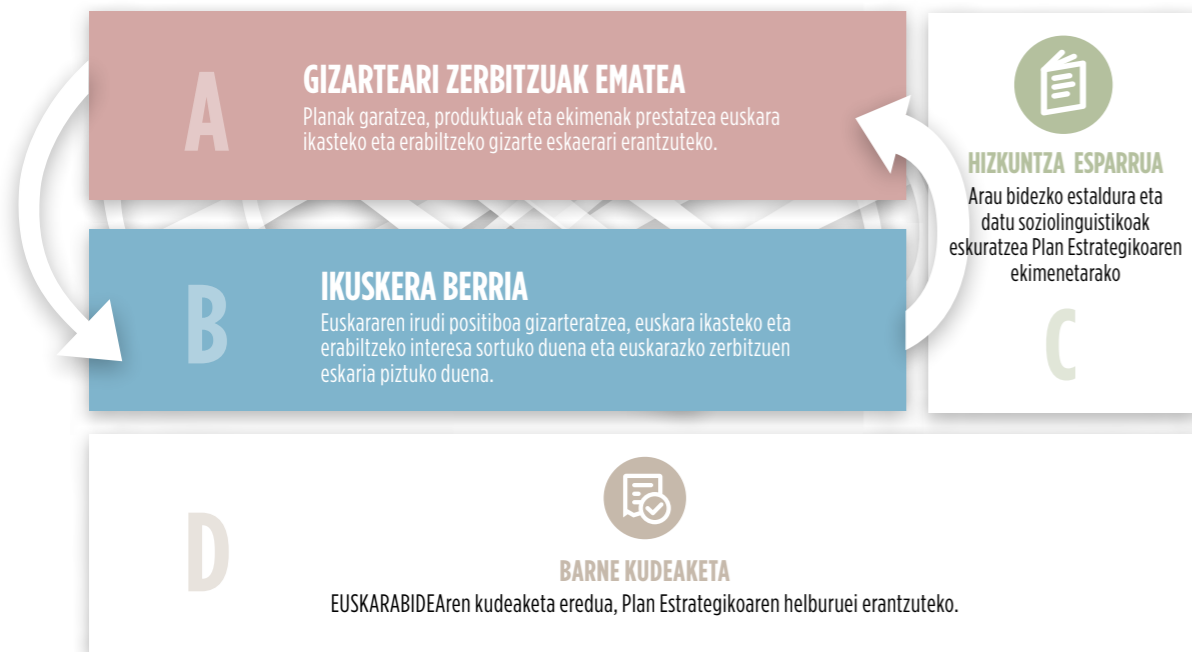 A
GIZARTEARI ZERBITZUAK EMATEA
Planak garatzea, produktuak eta ekimenak prestatzea euskara
ikasteko eta erabiltzeko gizarte eskaerari erantzuteko.
B
IKUSKERA BERRIA
Euskararen irudi positiboa gizarteratzea, euskara ikasteko eta
erabiltzeko interesa sortuko duena eta euskarazko zerbitzuen
eskaria piztuko duena.
HIZKUNTZA ESPARRUA
Arau bidezko estaldura eta
datu soziolinguistikoak
eskuratzea Plan Estrategikoaren
ekimenetarako
C
D
BARNE KUDEAKETA
EUSKARABIDEAren kudeaketa eredua, Plan Estrategikoaren helburuei erantzuteko.